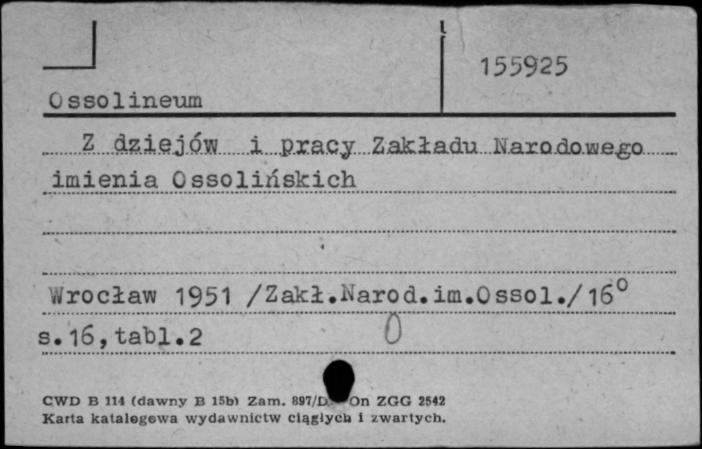 155925
Ossolineum
Z dziejów i pracy Zakładu Narodowego
imienia Ossolińskich
Wrocław 1951 /Zakł.Narod.im.Ossol./16°
s.16,tabl.2 0
CWD B 114 (dawny B 15b) Zam. 897/D On ZGG 2542
Karta katalogowa wydawnictw ciągłych i zwartych.